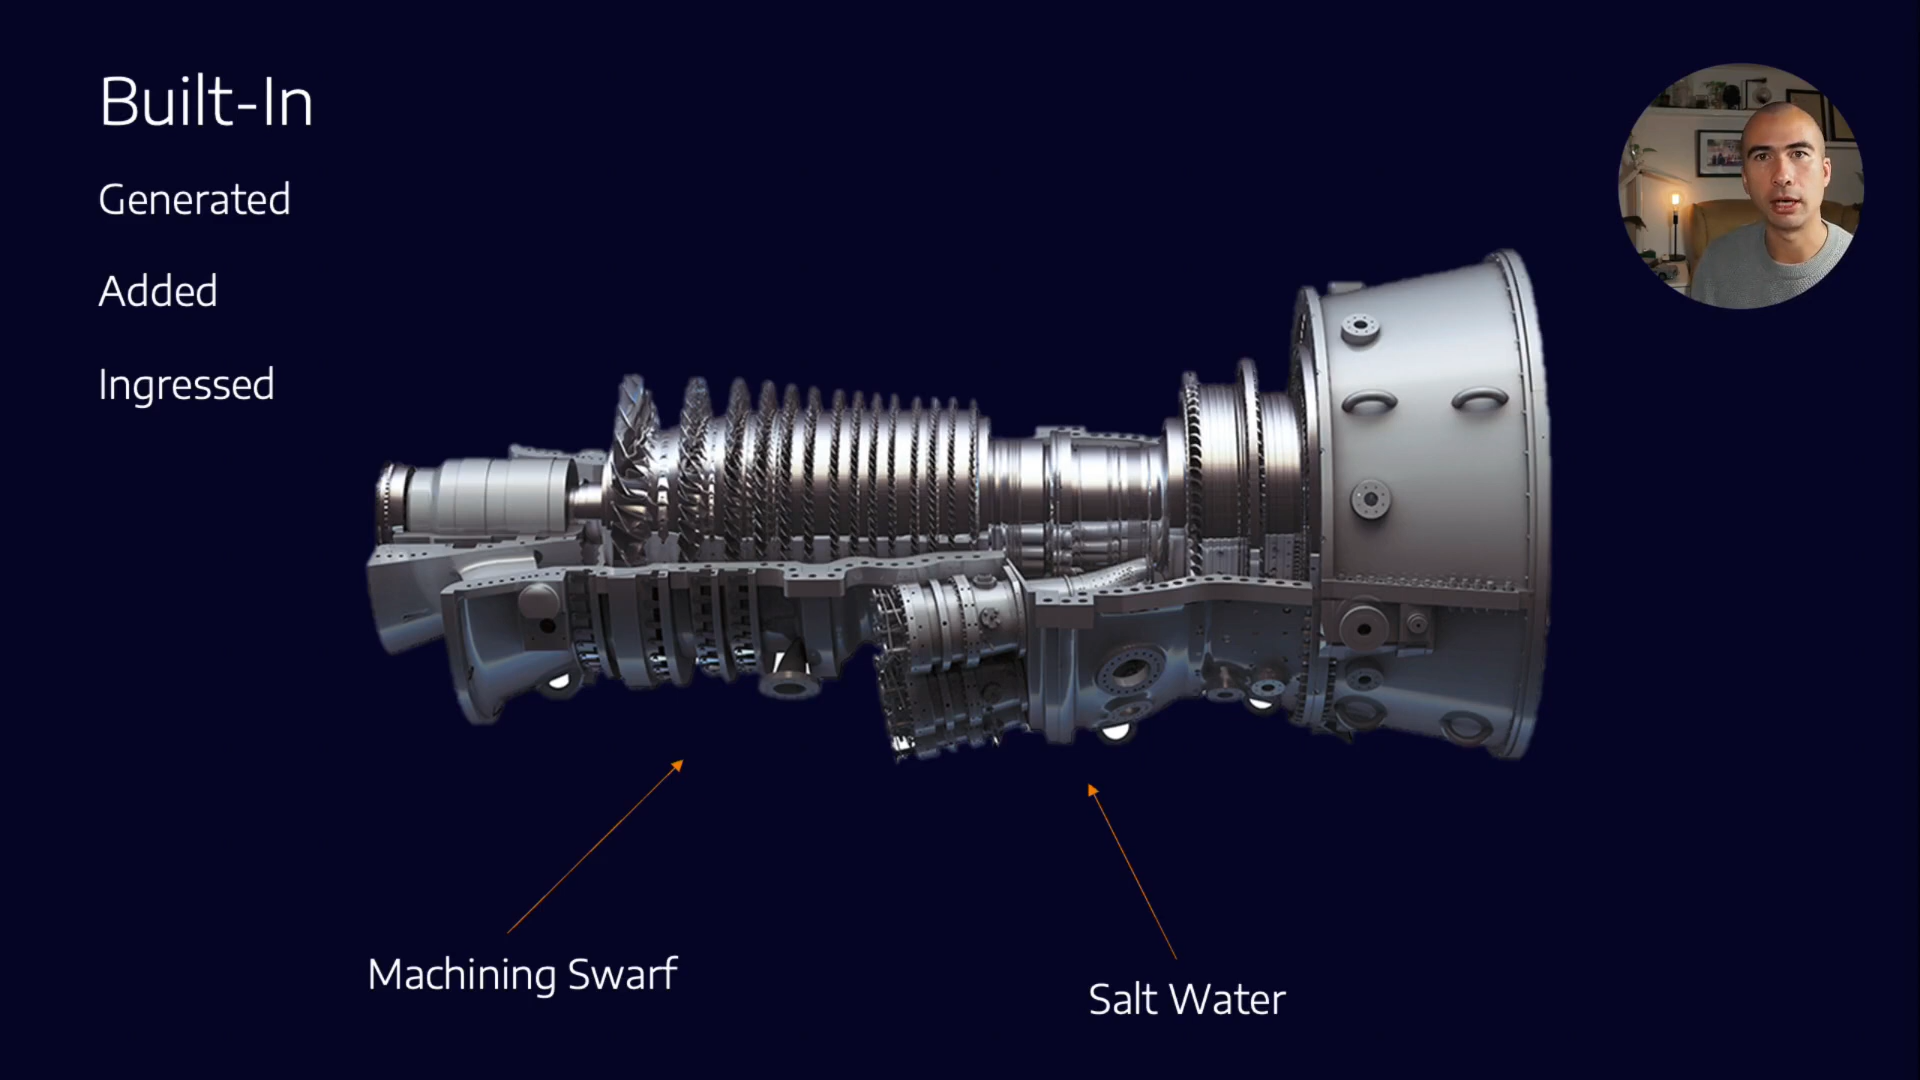 Built-In
Generated
Added
Ingressed
Machining Swarf
Salt Water